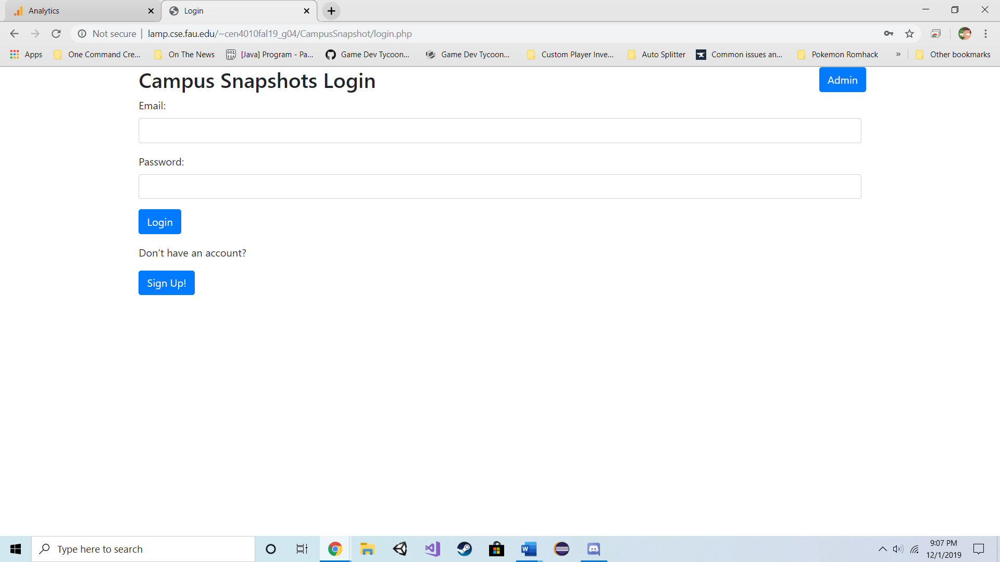 Analytics
Login
Not secure
lamp.cse.fau.edu/~cen4010fal19_g04/CampusSnapshot/login.php
Apps
One Command Cre...
On The News
[Java] Program - Pa...
Game Dev Tycoon...
Game Dev Tycoon...
Custom Player Inve...
Auto Splitter
Common issues an...
Pokemon Romhack
»
Other bookmarks
Campus Snapshots Login
Admin
Email:
Password:
Login
Don't have an account?
Sign Up!
Type here to search
9:07 PM
12/1/2019